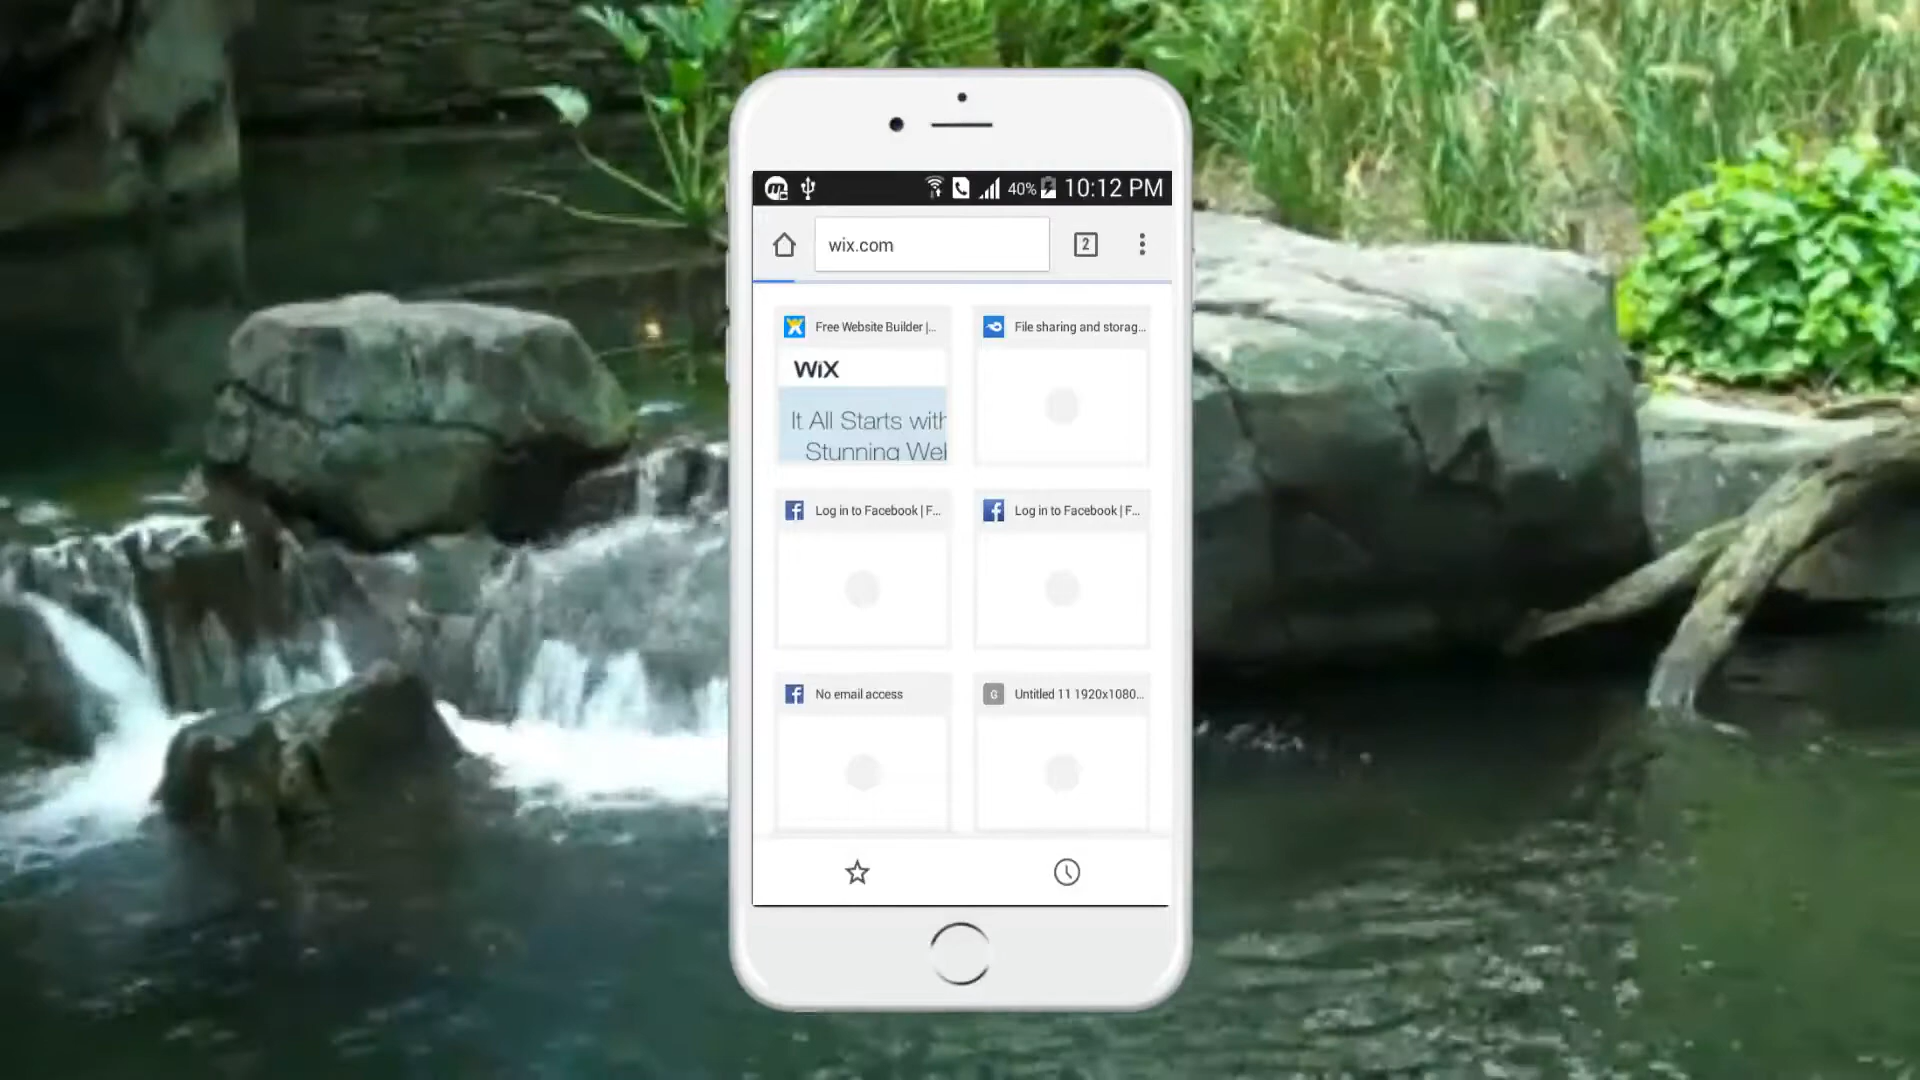 40% 10:12 PM
wix.com 2
Free Website Builder |...
File sharing and storag...
WiX
It All Starts with
Stunning Wel
Log in to Facebook | F...
Log in to Facebook | F...
No email access
G Untitled 11 1920x1080...